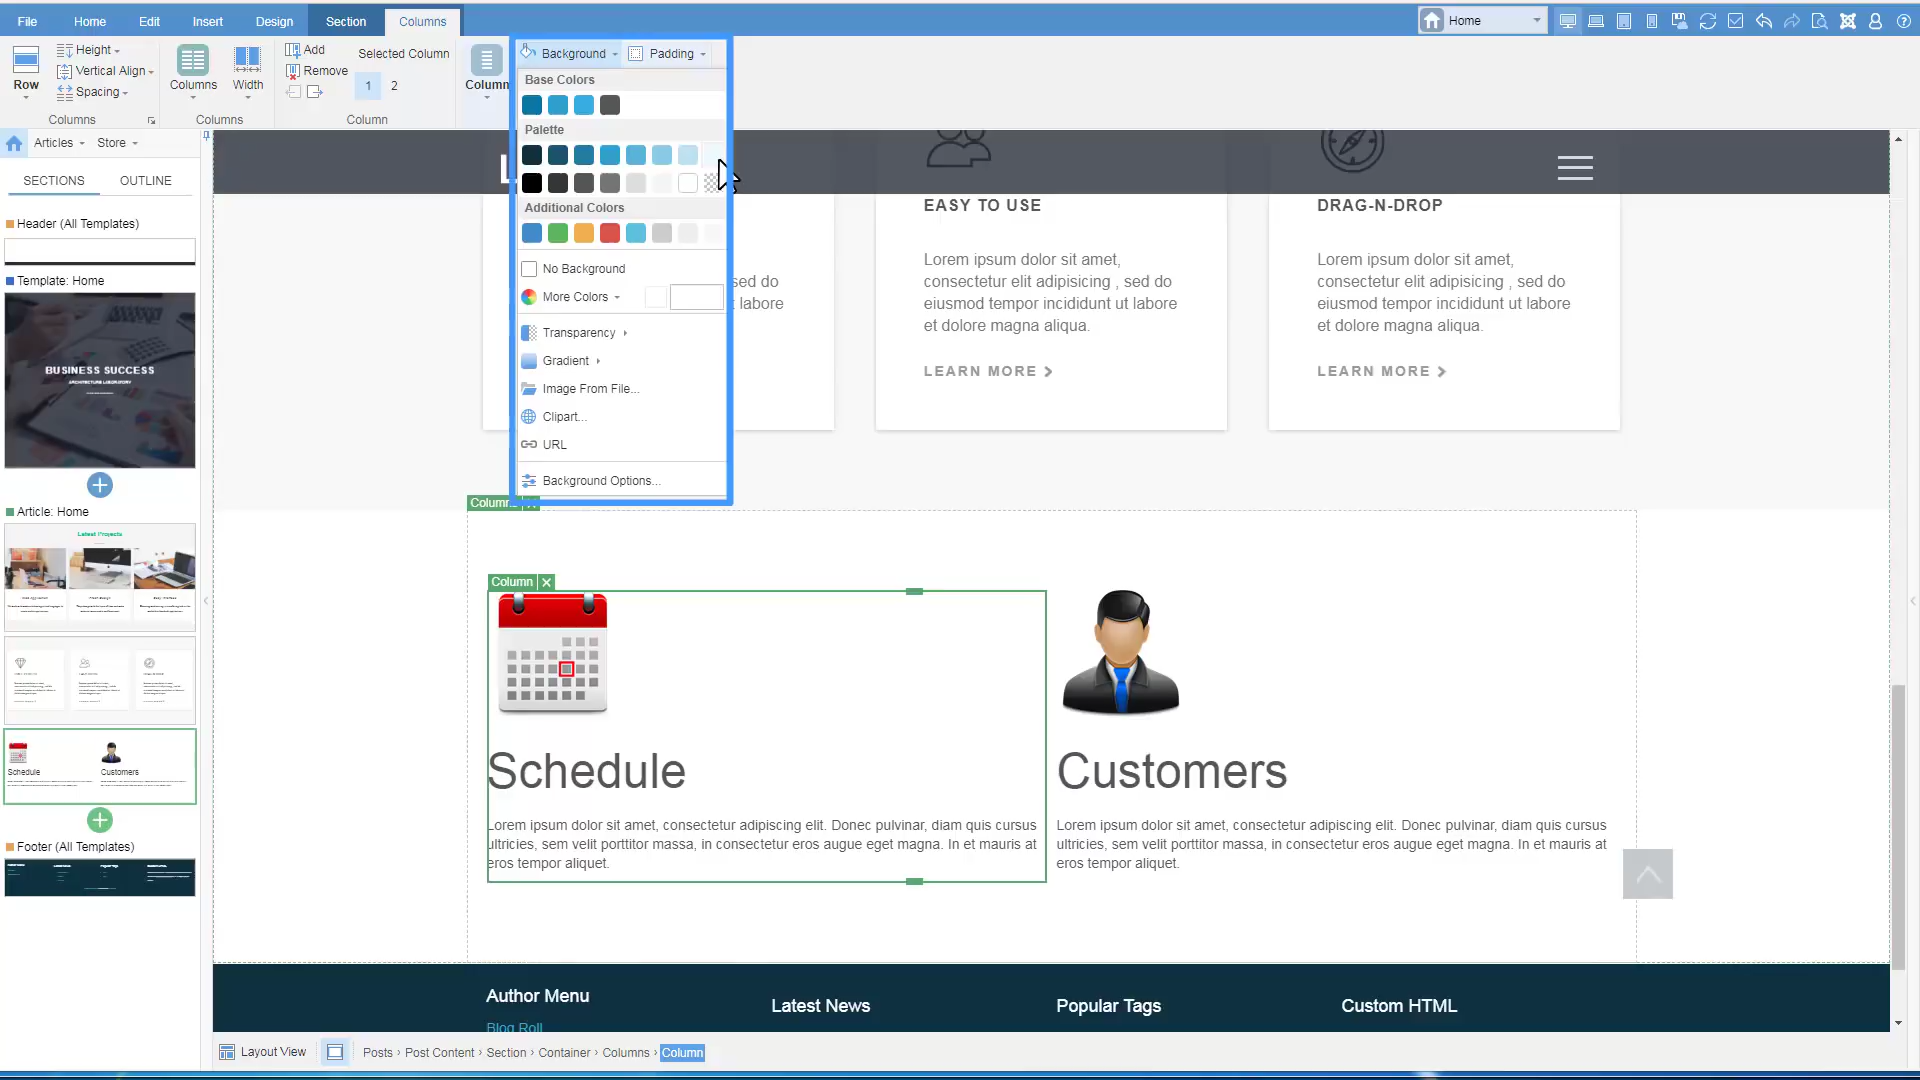 File Home Edit Insert Design Section Columns
Home
Height
Vertical Align
Spacing
Row
Columns
Columns
Width
Columns
Add
Remove
Selected Column
1 2
Column
Column
Background Padding
Base Colors
Palette
Additional Colors
No Background
More Colors
Transparency
Gradient
Image From File...
Clipart...
URL
Background Options...
Articles Store
SECTIONS OUTLINE
Header (All Templates)
Template: Home
BUSINESS SUCCESS
ARCHITECTURE LABORATORY
Article: Home
Latest Projects
Schedule Customers
Footer (All Templates)
L
sed do
labore
EASY TO USE
Lorem ipsum dolor sit amet,
consectetur elit adipisicing , sed do
eiusmod tempor incididunt ut labore
et dolore magna aliqua.
LEARN MORE
DRAG-N-DROP
Lorem ipsum dolor sit amet,
consectetur elit adipisicing , sed do
eiusmod tempor incididunt ut labore
et dolore magna aliqua.
LEARN MORE
Column
Column
Schedule
Lorem ipsum dolor sit amet, consectetur adipiscing elit. Donec pulvinar, diam quis cursus
ultricies, sem velit porttitor massa, in consectetur eros augue eget magna. In et mauris at
eros tempor aliquet.
Customers
Lorem ipsum dolor sit amet, consectetur adipiscing elit. Donec pulvinar, diam quis cursus
ultricies, sem velit porttitor massa, in consectetur eros augue eget magna. In et mauris at
eros tempor aliquet.
Author Menu
Blog Roll
Latest News
Popular Tags
Custom HTML
Layout View Posts › Post Content › Section › Container › Columns › Column